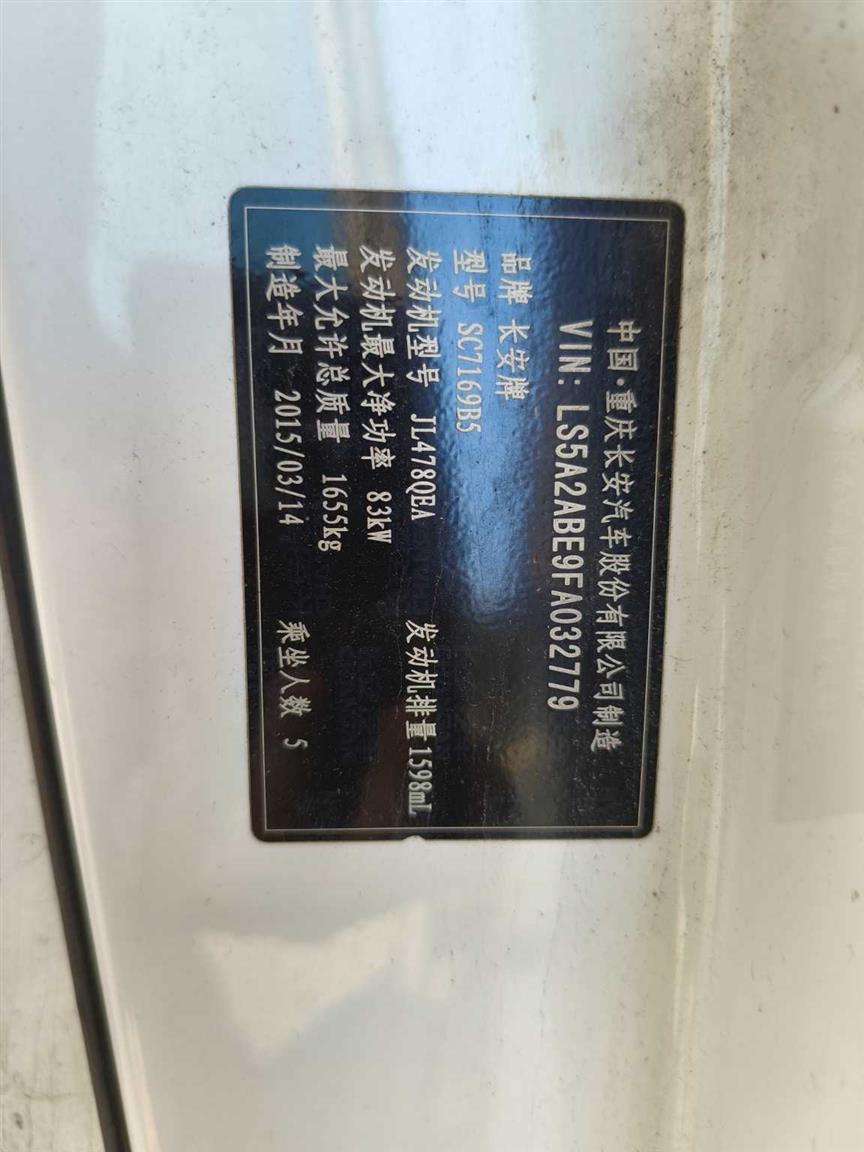 中国·重庆长安汽车股份有限公司制造
VIN: LS5A2ABE9FA032779
品牌 长安牌
型号 SC7169B5
发动机型号 JL478QEA 发动机排量 1598mL
发动机最大净功率 83kW
最大允许总质量 1655kg
制造年月 2015/03/14 乘坐人数 5